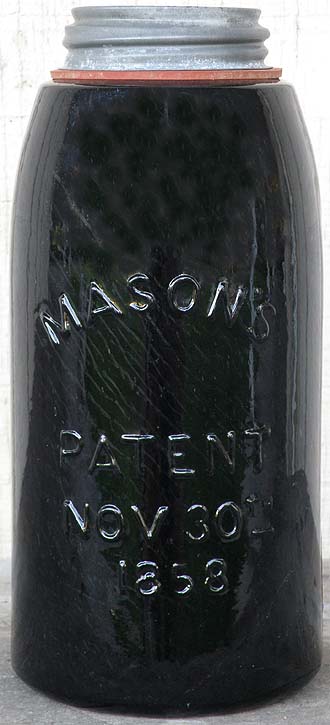 MASON'S
PATENT
NOV 30TH
1858